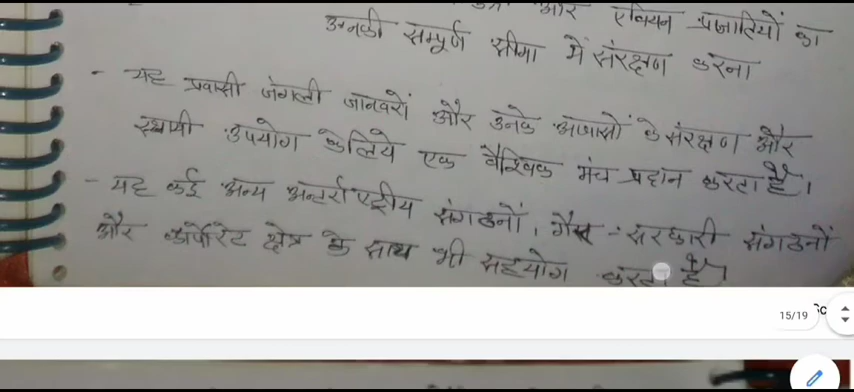 और एवियन प्रजातियों का
उनकी सम्पूर्ण सीमा में संरक्षण करना
- यह प्रवासी जंगली जानवरों और उनके आवासों के संरक्षण और
स्थायी उपयोग के लिये एक वैश्विक मंच प्रदान करता है।
- यह कई अन्य अन्तर्राष्ट्रीय संगठनों, गैर-सरकारी संगठनों
और कॉर्पोरेट क्षेत्र के साथ भी सहयोग करता है
15/19